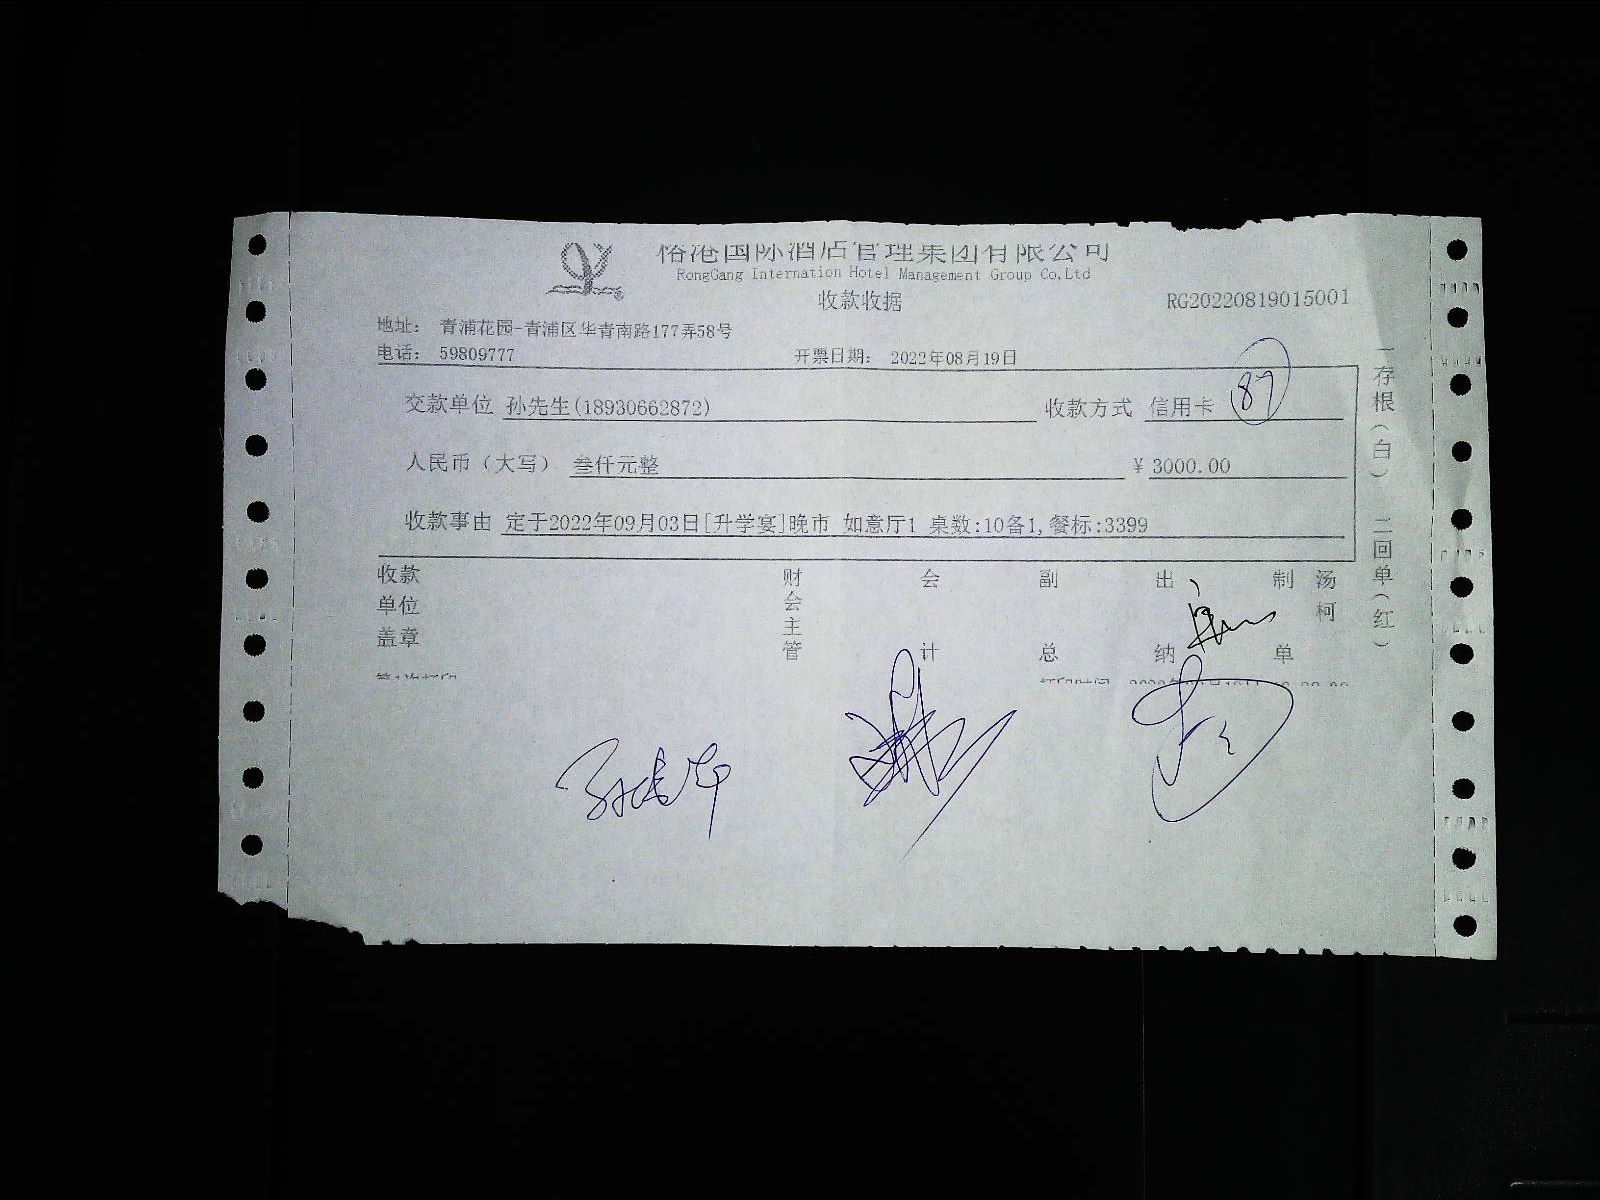 榕港国际酒店管理集团有限公司
RongGang Internation Hotel Management Group Co,Ltd
收款收据 RG20220819015001
地址： 青浦花园-青浦区华青南路177弄58号
电话： 59809777 开票日期： 2022年08月19日
交款单位 孙先生(18930662872) 收款方式 信用卡 87
人民币（大写） 叁仟元整 ¥ 3000.00
收款事由 定于2022年09月03日[升学宴]晚市 如意厅1 桌数:10备1,餐标:3399
收款单位盖章 财会主管 会计 副总 出纳 制单 汤柯
一存根（白） 二回单（红）